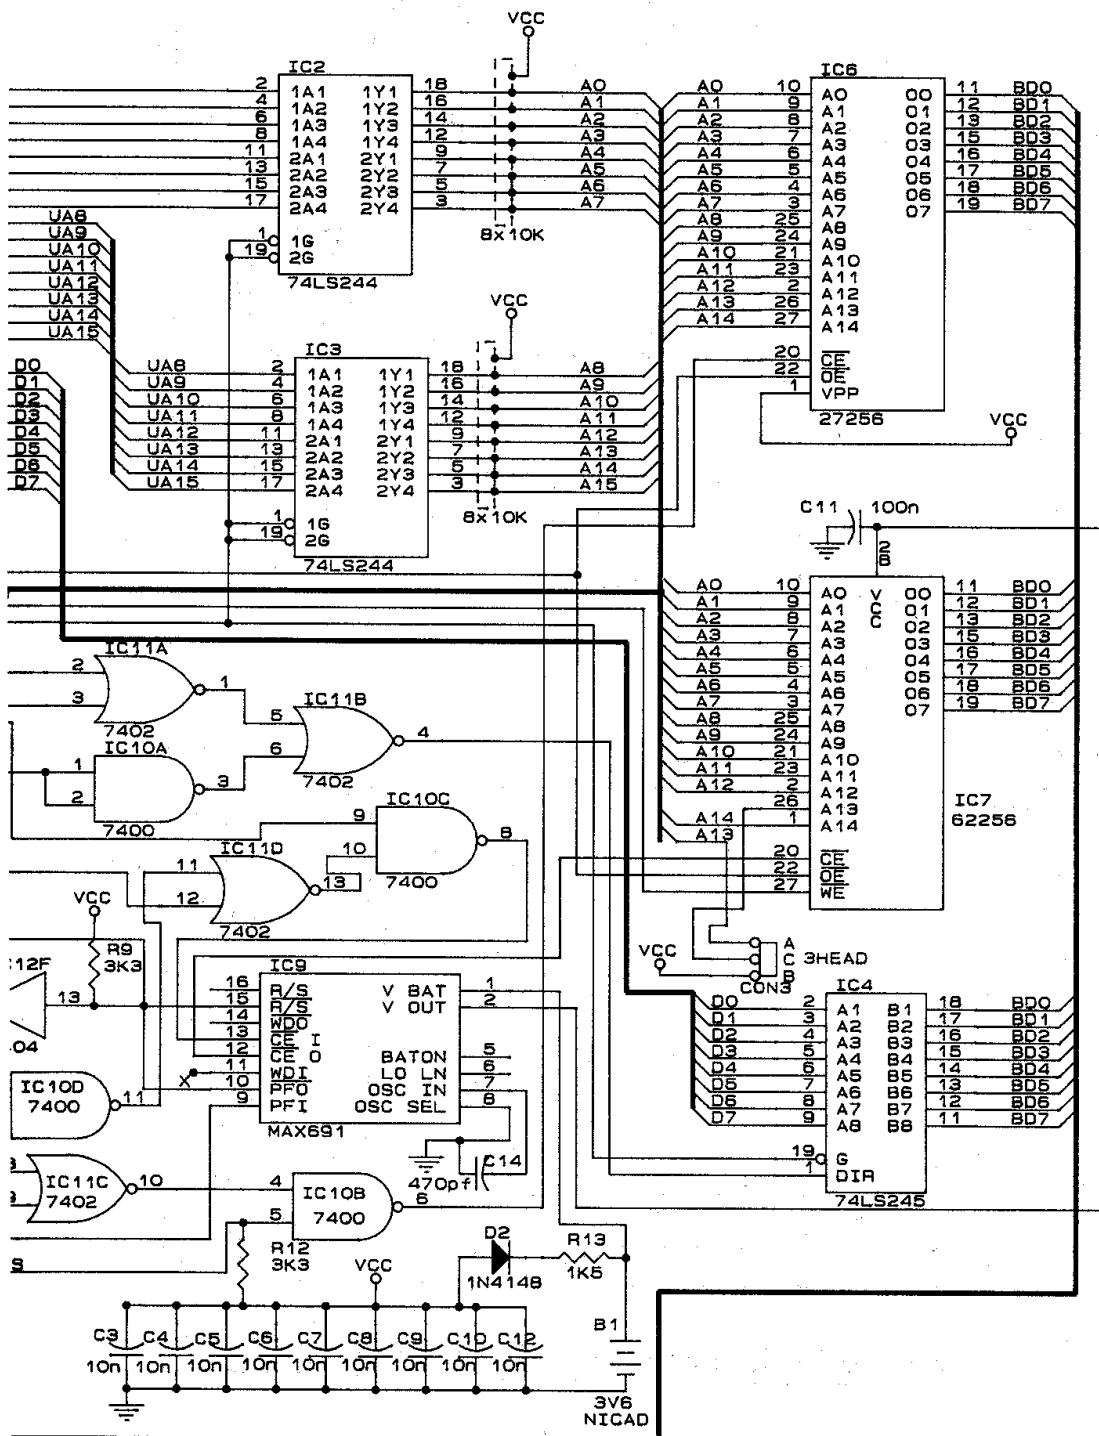 VCC
IC2
2 1A1 1Y1 18 A0
4 1A2 1Y2 16 A1
6 1A3 1Y3 14 A2
8 1A4 1Y4 12 A3
11 2A1 2Y1 9 A4
13 2A2 2Y2 7 A5
15 2A3 2Y3 5 A6
17 2A4 2Y4 3 A7
1 1G
19 2G
74LS244
8x10K
IC6
A0 10 A0 O0 11 BD0
A1 9 A1 O1 12 BD1
A2 8 A2 O2 13 BD2
A3 7 A3 O3 15 BD3
A4 6 A4 O4 16 BD4
A5 5 A5 O5 17 BD5
A6 4 A6 O6 18 BD6
A7 3 A7 O7 19 BD7
A8 25 A8
A9 24 A9
A10 21 A10
A11 23 A11
A12 2 A12
A13 26 A13
A14 27 A14
20 CE
22 OE
1 VPP
27256
VCC
UA8
UA9
UA10
UA11
UA12
UA13
UA14
UA15
D0
D1
D2
D3
D4
D5
D6
D7
VCC
IC3
UA8 2 1A1 1Y1 18 A8
UA9 4 1A2 1Y2 16 A9
UA10 6 1A3 1Y3 14 A10
UA11 8 1A4 1Y4 12 A11
UA12 11 2A1 2Y1 9 A12
UA13 13 2A2 2Y2 7 A13
UA14 15 2A3 2Y3 5 A14
UA15 17 2A4 2Y4 3 A15
1 1G
19 2G
74LS244
8x10K
C11 100n
28
VCC
A0 10 A0 O0 11 BD0
A1 9 A1 O1 12 BD1
A2 8 A2 O2 13 BD2
A3 7 A3 O3 15 BD3
A4 6 A4 O4 16 BD4
A5 5 A5 O5 17 BD5
A6 4 A6 O6 18 BD6
A7 3 A7 O7 19 BD7
A8 25 A8
A9 24 A9
A10 21 A10
A11 23 A11
A12 2 A12
26 A13
A14 1 A14
A13
20 CE
22 OE
27 WE
IC7
62256
IC11A
2
3
1
7402
IC10A
1
2
3
7400
IC11B
5
6
4
7402
IC10C
9
10
8
7400
IC11D
11
12
13
7402
VCC
R9
3K3
12F
13
04
VCC
A
C 3HEAD
B
CON3
IC9
16 R/S V BAT 1
15 R/S V OUT 2
14 WDO
13 CE I
12 CE O BATON 5
11 WDI LO LN 6
10 PFO OSC IN 7
9 PFI OSC SEL 8
X
MAX691
C14
470pf
IC4
D0 2 A1 B1 18 BD0
D1 3 A2 B2 17 BD1
D2 4 A3 B3 16 BD2
D3 5 A4 B4 15 BD3
D4 6 A5 B5 14 BD4
D5 7 A6 B6 13 BD5
D6 8 A7 B7 12 BD6
D7 9 A8 B8 11 BD7
19 G
1 DIR
74LS245
IC10D
7400
11
IC11C
7402
10
IC10B
4
5
6
7400
S
R12
3K3
VCC
D2
1N4148
R13
1K5
C3 C4 C5 C6 C7 C8 C9 C10 C12
10n 10n 10n 10n 10n 10n 10n 10n 10n
B1
3V6
NICAD